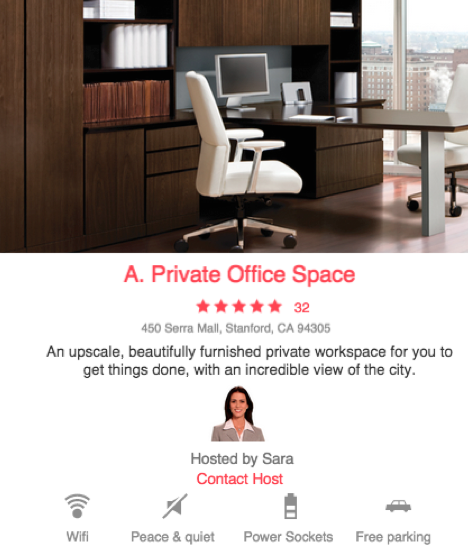 A. Private Office Space
32
450 Serra Mall, Stanford, CA 94305
An upscale, beautifully furnished private workspace for you to
get things done, with an incredible view of the city.
Hosted by Sara
Contact Host
Wifi
Peace & quiet
Power Sockets
Free parking